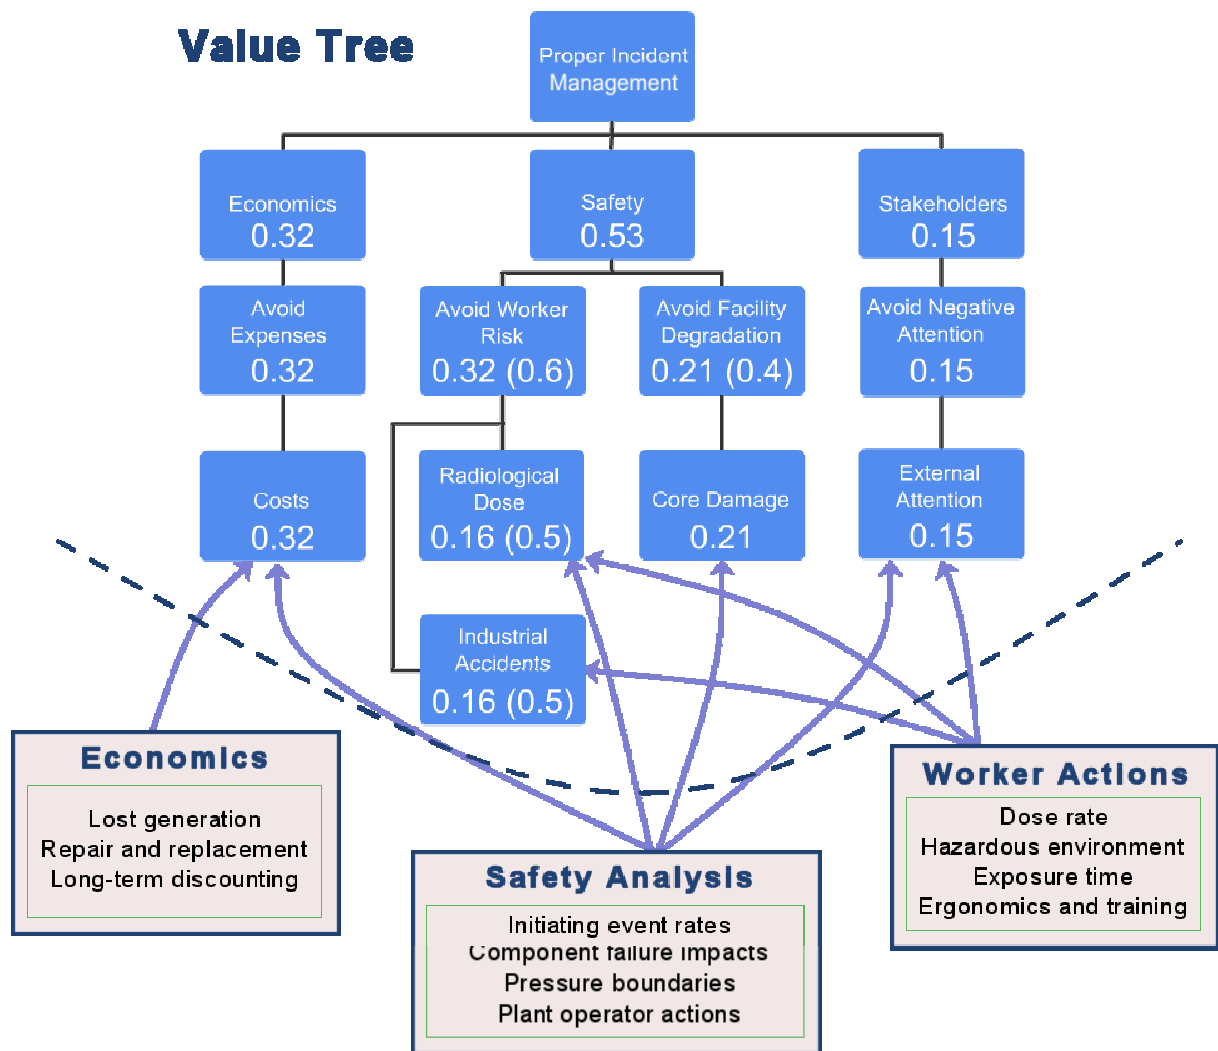 Value Tree
Proper Incident
Management
Economics
0.32
Safety
0.53
Stakeholders
0.15
Avoid
Expenses
0.32
Avoid Worker
Risk
0.32 (0.6)
Avoid Facility
Degradation
0.21 (0.4)
Avoid Negative
Attention
0.15
Costs
0.32
Radiological
Dose
0.16 (0.5)
Core Damage
0.21
External
Attention
0.15
Industrial
Accidents
0.16 (0.5)
Economics
Lost generation
Repair and replacement
Long-term discounting
Safety Analysis
Initiating event rates
Component failure impacts
Pressure boundaries
Plant operator actions
Worker Actions
Dose rate
Hazardous environment
Exposure time
Ergonomics and training